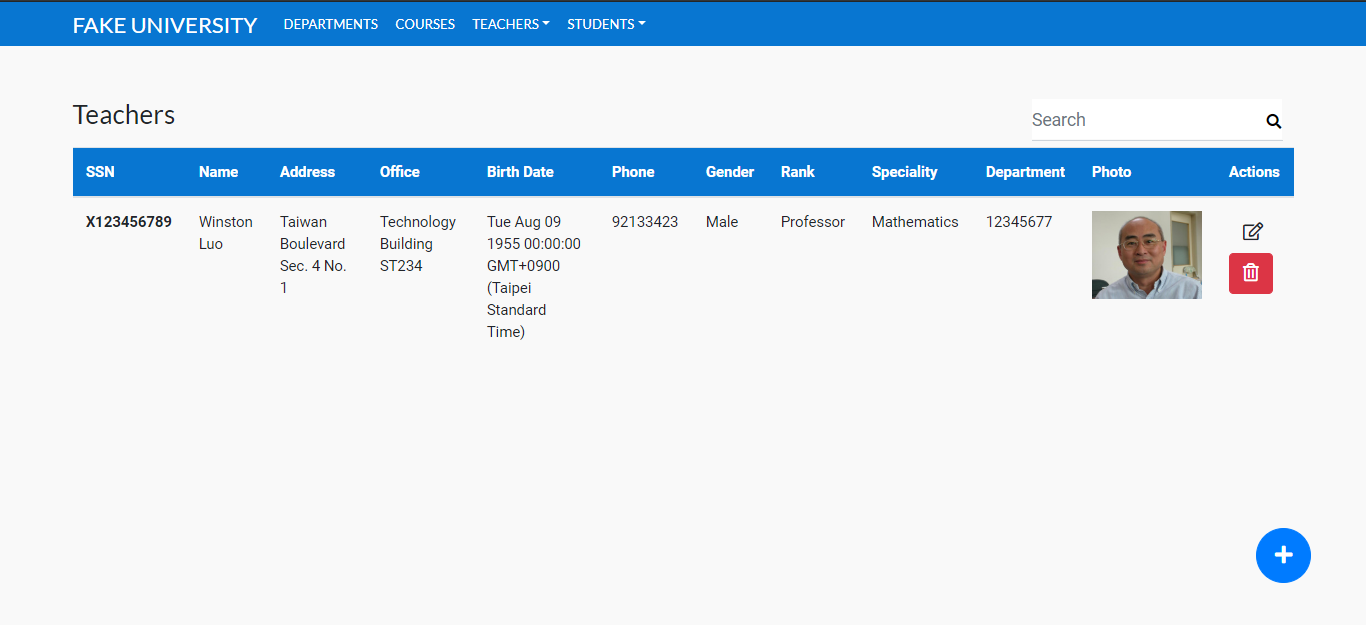 FAKE UNIVERSITY DEPARTMENTS COURSES TEACHERS STUDENTS
Teachers
Search
SSN Name Address Office Birth Date Phone Gender Rank Speciality Department Photo Actions
X123456789 Winston Taiwan Technology Tue Aug 09 92133423 Male Professor Mathematics 12345677
Luo Boulevard Building 1955 00:00:00
Sec. 4 No. ST234 GMT+0900
1 (Taipei
Standard
Time)